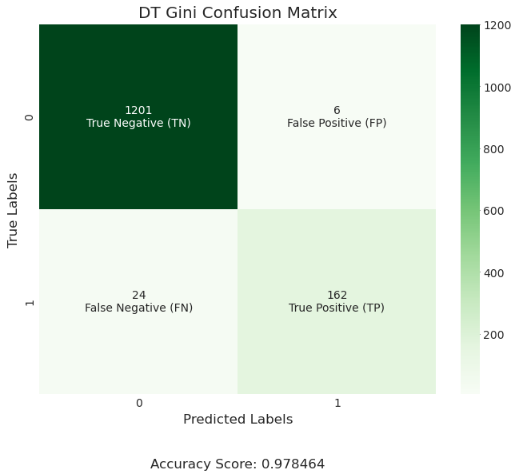 DT Gini Confusion Matrix
True Labels
0
1201
True Negative (TN)
6
False Positive (FP)
1
24
False Negative (FN)
162
True Positive (TP)
0
1
Predicted Labels
1200
1000
800
600
400
200
Accuracy Score: 0.978464